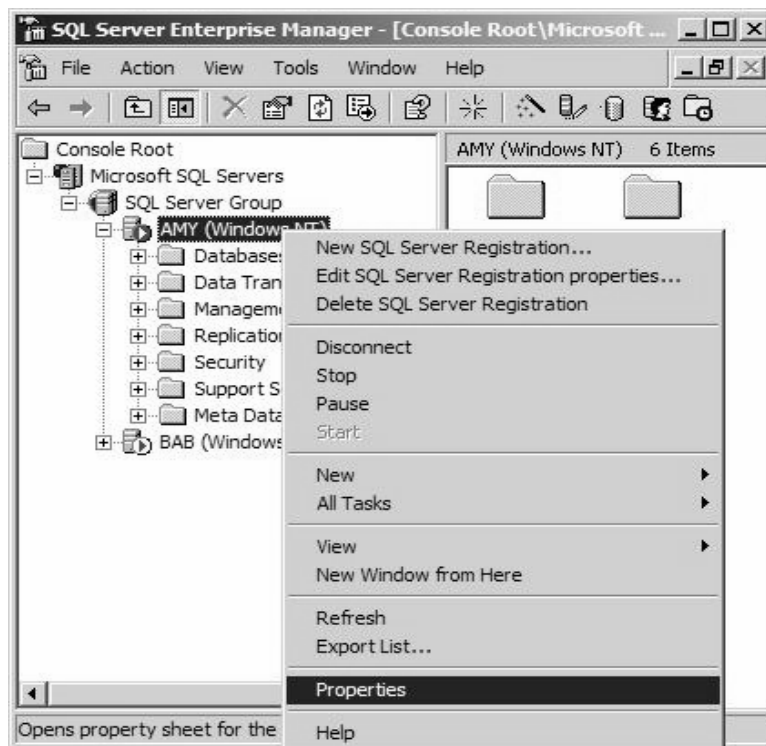 SQL Server Enterprise Manager - [Console Root\Microsoft ...
File Action View Tools Window Help
Console Root
Microsoft SQL Servers
SQL Server Group
AMY (Windows NT)
Databases
Data Tran
Managem
Replication
Security
Support S
Meta Data
BAB (Windows
AMY (Windows NT) 6 Items
New SQL Server Registration...
Edit SQL Server Registration properties...
Delete SQL Server Registration
Disconnect
Stop
Pause
Start
New
All Tasks
View
New Window from Here
Refresh
Export List...
Properties
Help
Opens property sheet for the